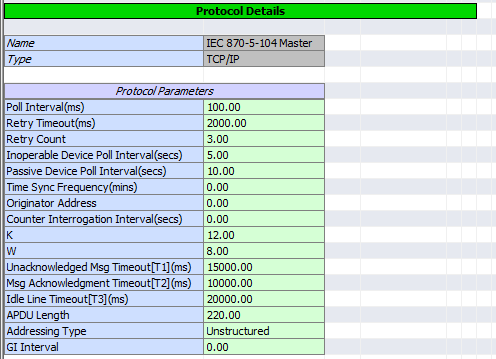 Protocol Details
Name IEC 870-5-104 Master
Type TCP/IP
Protocol Parameters
Poll Interval(ms) 100.00
Retry Timeout(ms) 2000.00
Retry Count 3.00
Inoperable Device Poll Interval(secs) 5.00
Passive Device Poll Interval(secs) 10.00
Time Sync Frequency(mins) 0.00
Originator Address 0.00
Counter Interrogation Interval(secs) 0.00
K 12.00
W 8.00
Unacknowledged Msg Timeout[T1](ms) 15000.00
Msg Acknowledgment Timeout[T2](ms) 10000.00
Idle Line Timeout[T3](ms) 20000.00
APDU Length 220.00
Addressing Type Unstructured
GI Interval 0.00